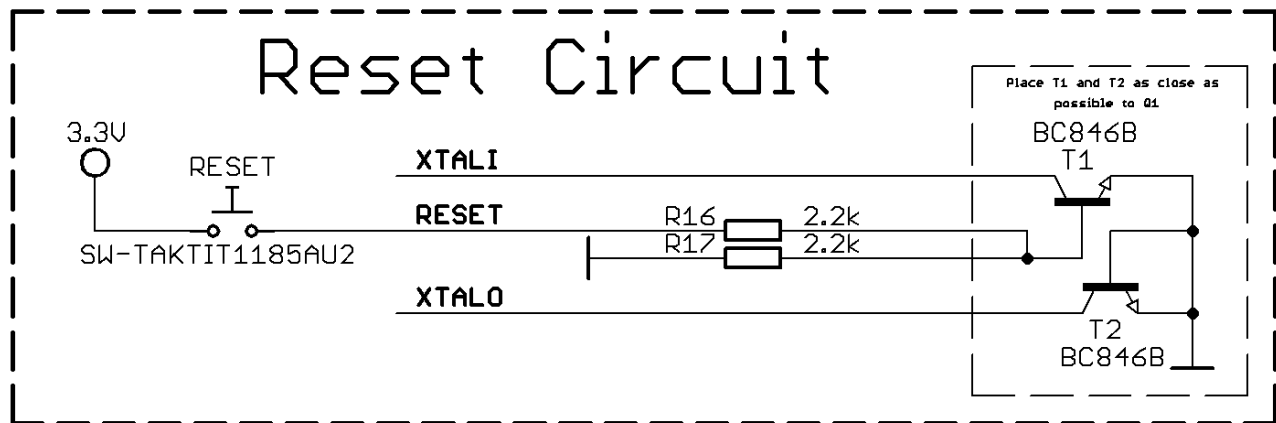 Reset Circuit
Place T1 and T2 as close as
possible to Q1
3.3V
RESET
SW-TAKTIT1185AU2
XTALI
RESET
XTALO
R16
2.2k
R17
2.2k
BC846B
T1
T2
BC846B